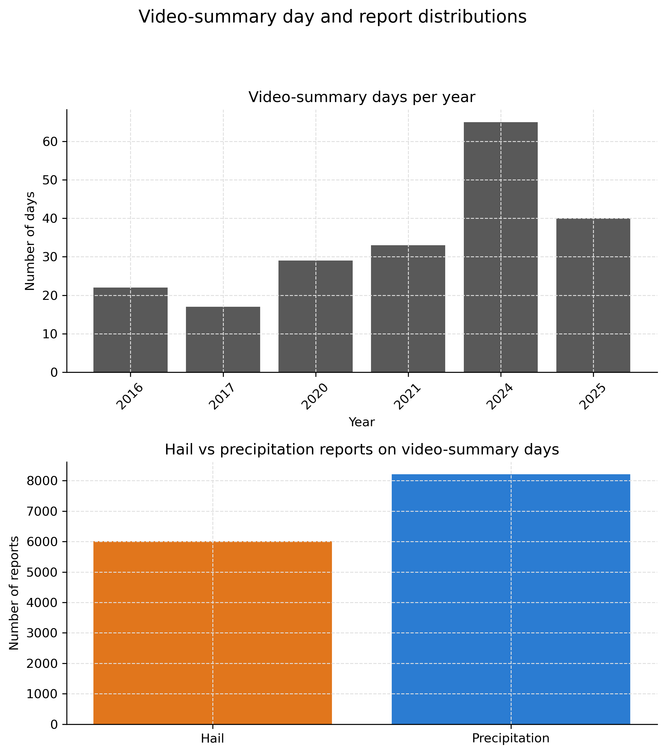 Video-summary day and report distributions
Video-summary days per year
60
50
40
30
20
10
0
Number of days
2016 2017 2020 2021 2024 2025
Year
Hail vs precipitation reports on video-summary days
8000
7000
6000
5000
4000
3000
2000
1000
0
Number of reports
Hail Precipitation